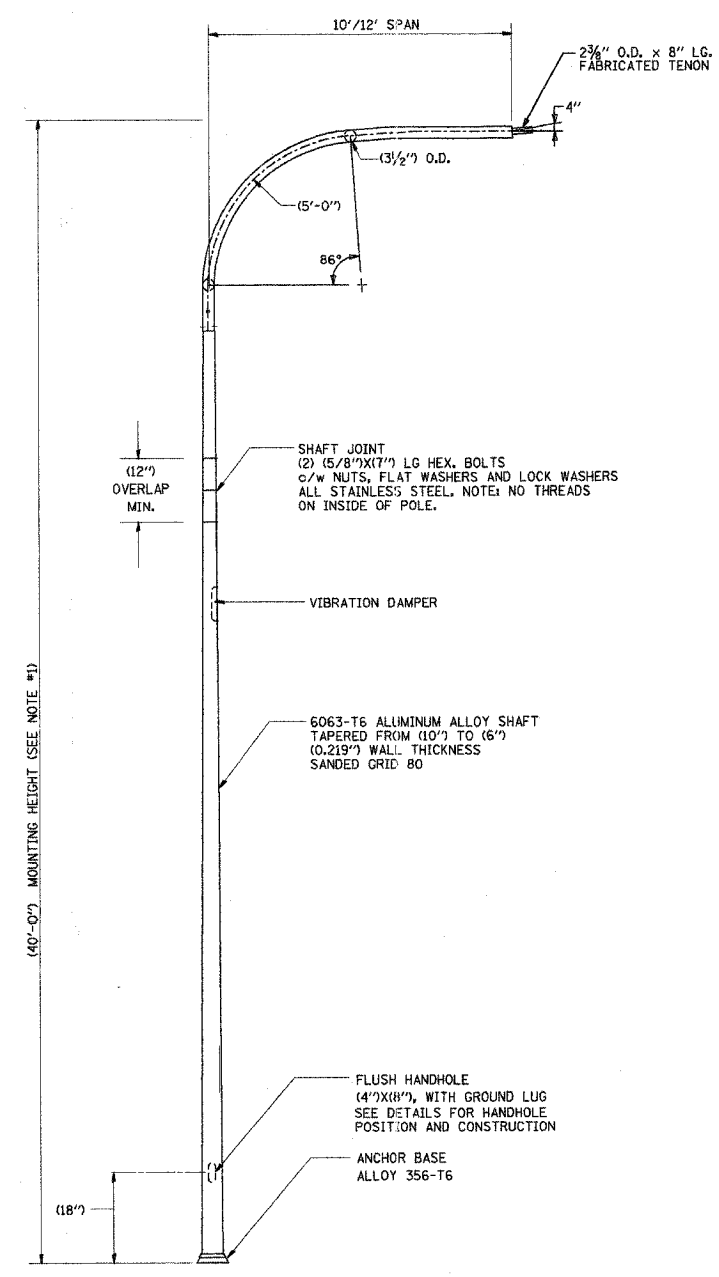 10'/12' SPAN
2⅜" O.D. x 8" LG.
FABRICATED TENON
4"
(3½") O.D.
(5'-0")
86°
SHAFT JOINT
(2) (5/8")X(7") LG HEX. BOLTS
c/w NUTS, FLAT WASHERS AND LOCK WASHERS
ALL STAINLESS STEEL. NOTE: NO THREADS
ON INSIDE OF POLE.
(12")
OVERLAP
MIN.
VIBRATION DAMPER
(40'-0") MOUNTING HEIGHT (SEE NOTE #1)
6063-T6 ALUMINUM ALLOY SHAFT
TAPERED FROM (10") TO (6")
(0.219") WALL THICKNESS
SANDED GRID 80
FLUSH HANDHOLE
(4")X(8"), WITH GROUND LUG
SEE DETAILS FOR HANDHOLE
POSITION AND CONSTRUCTION
ANCHOR BASE
ALLOY 356-T6
(18")